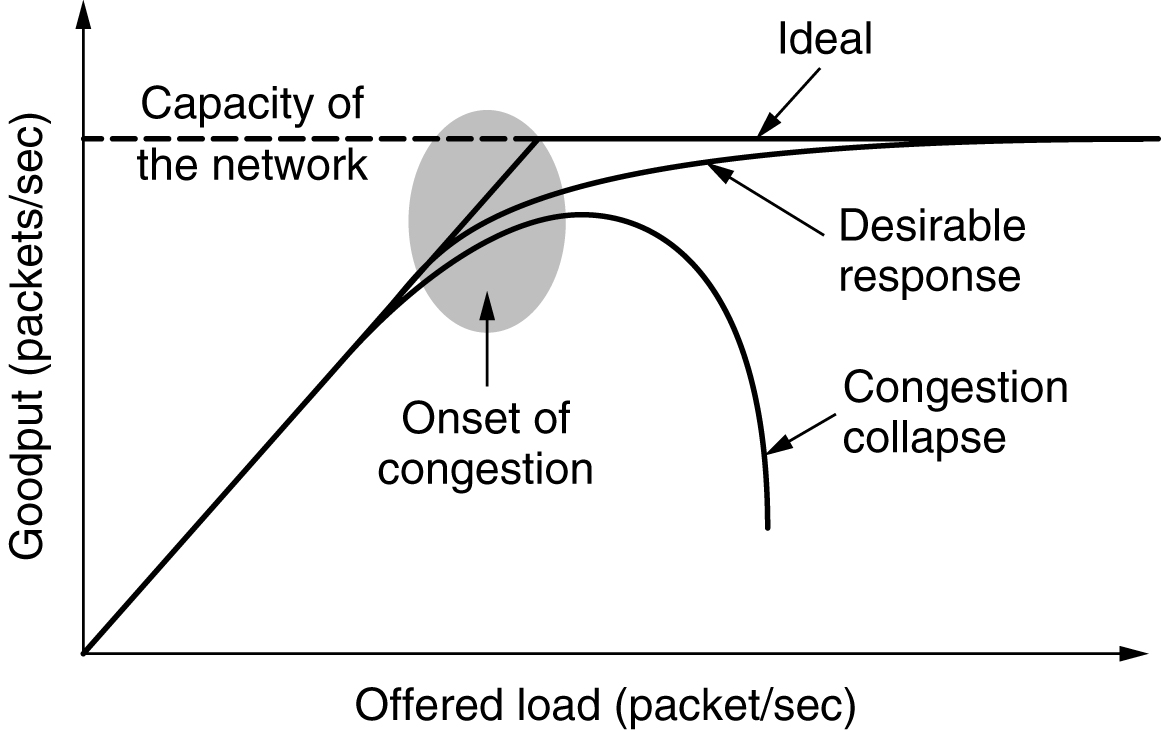 Ideal
Capacity of
the network
Desirable
response
Congestion
collapse
Onset of
congestion
Goodput (packets/sec)
Offered load (packet/sec)